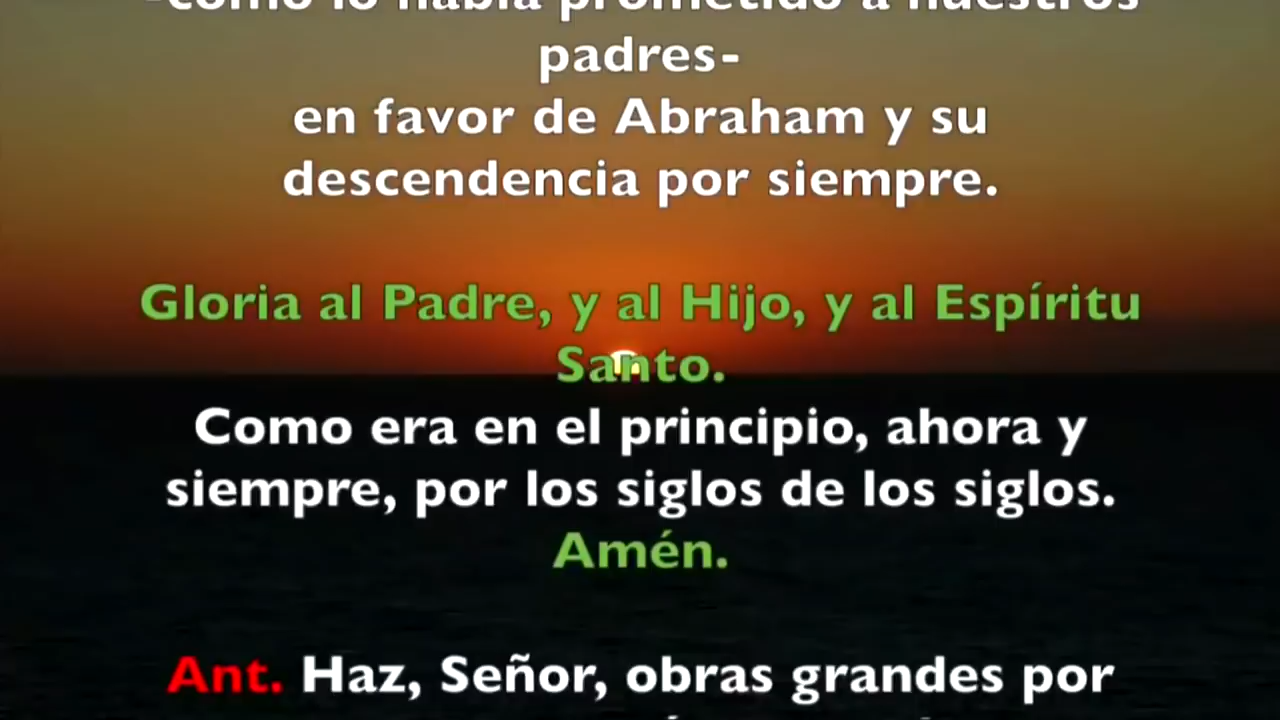 -como lo había prometido a nuestros
padres-
en favor de Abraham y su
descendencia por siempre.
Gloria al Padre, y al Hijo, y al Espíritu
Santo.
Como era en el principio, ahora y
siempre, por los siglos de los siglos.
Amén.
Ant. Haz, Señor, obras grandes por